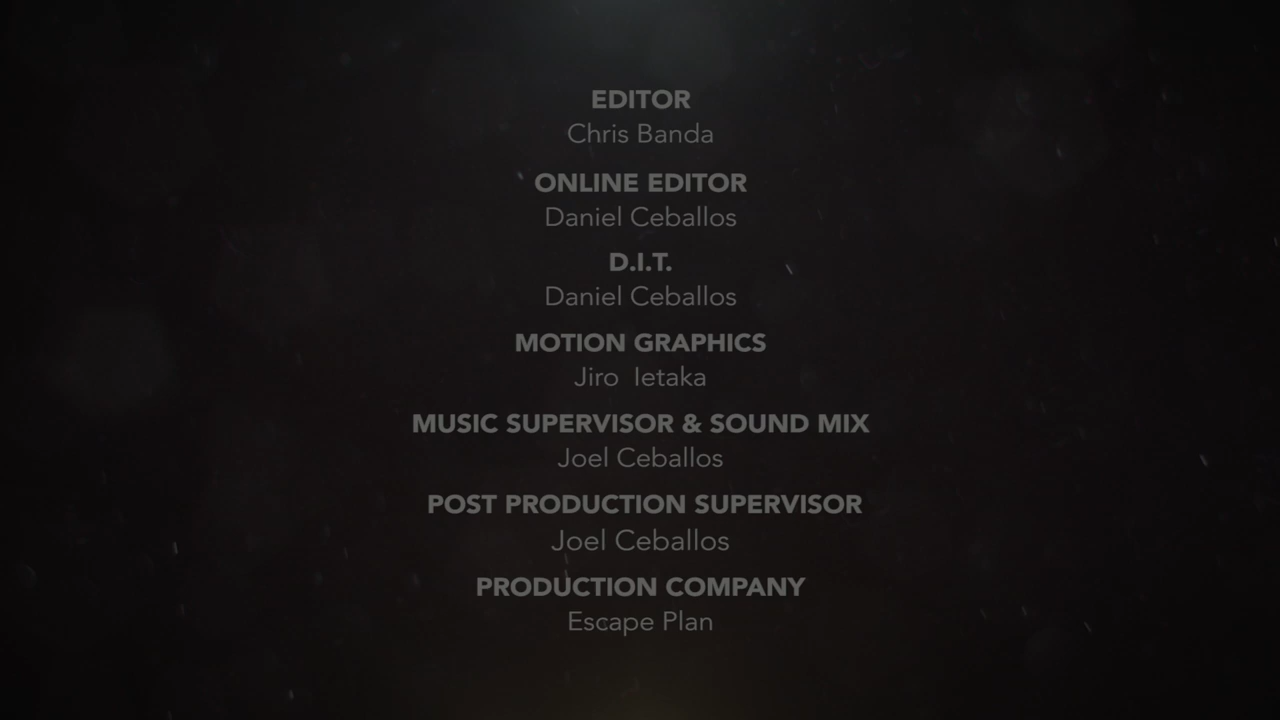 EDITOR
Chris Banda
ONLINE EDITOR
Daniel Ceballos
D.I.T.
Daniel Ceballos
MOTION GRAPHICS
Jiro Ietaka
MUSIC SUPERVISOR & SOUND MIX
Joel Ceballos
POST PRODUCTION SUPERVISOR
Joel Ceballos
PRODUCTION COMPANY
Escape Plan